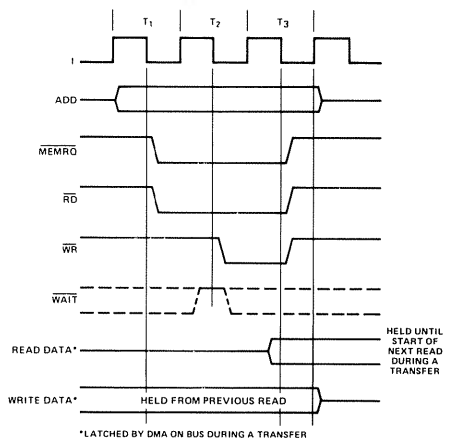 T1 T2 T3
I
ADD
MEMRQ
RD
WR
WAIT
READ DATA*
HELD UNTIL
START OF
NEXT READ
DURING A
TRANSFER
WRITE DATA*
HELD FROM PREVIOUS READ
*LATCHED BY DMA ON BUS DURING A TRANSFER